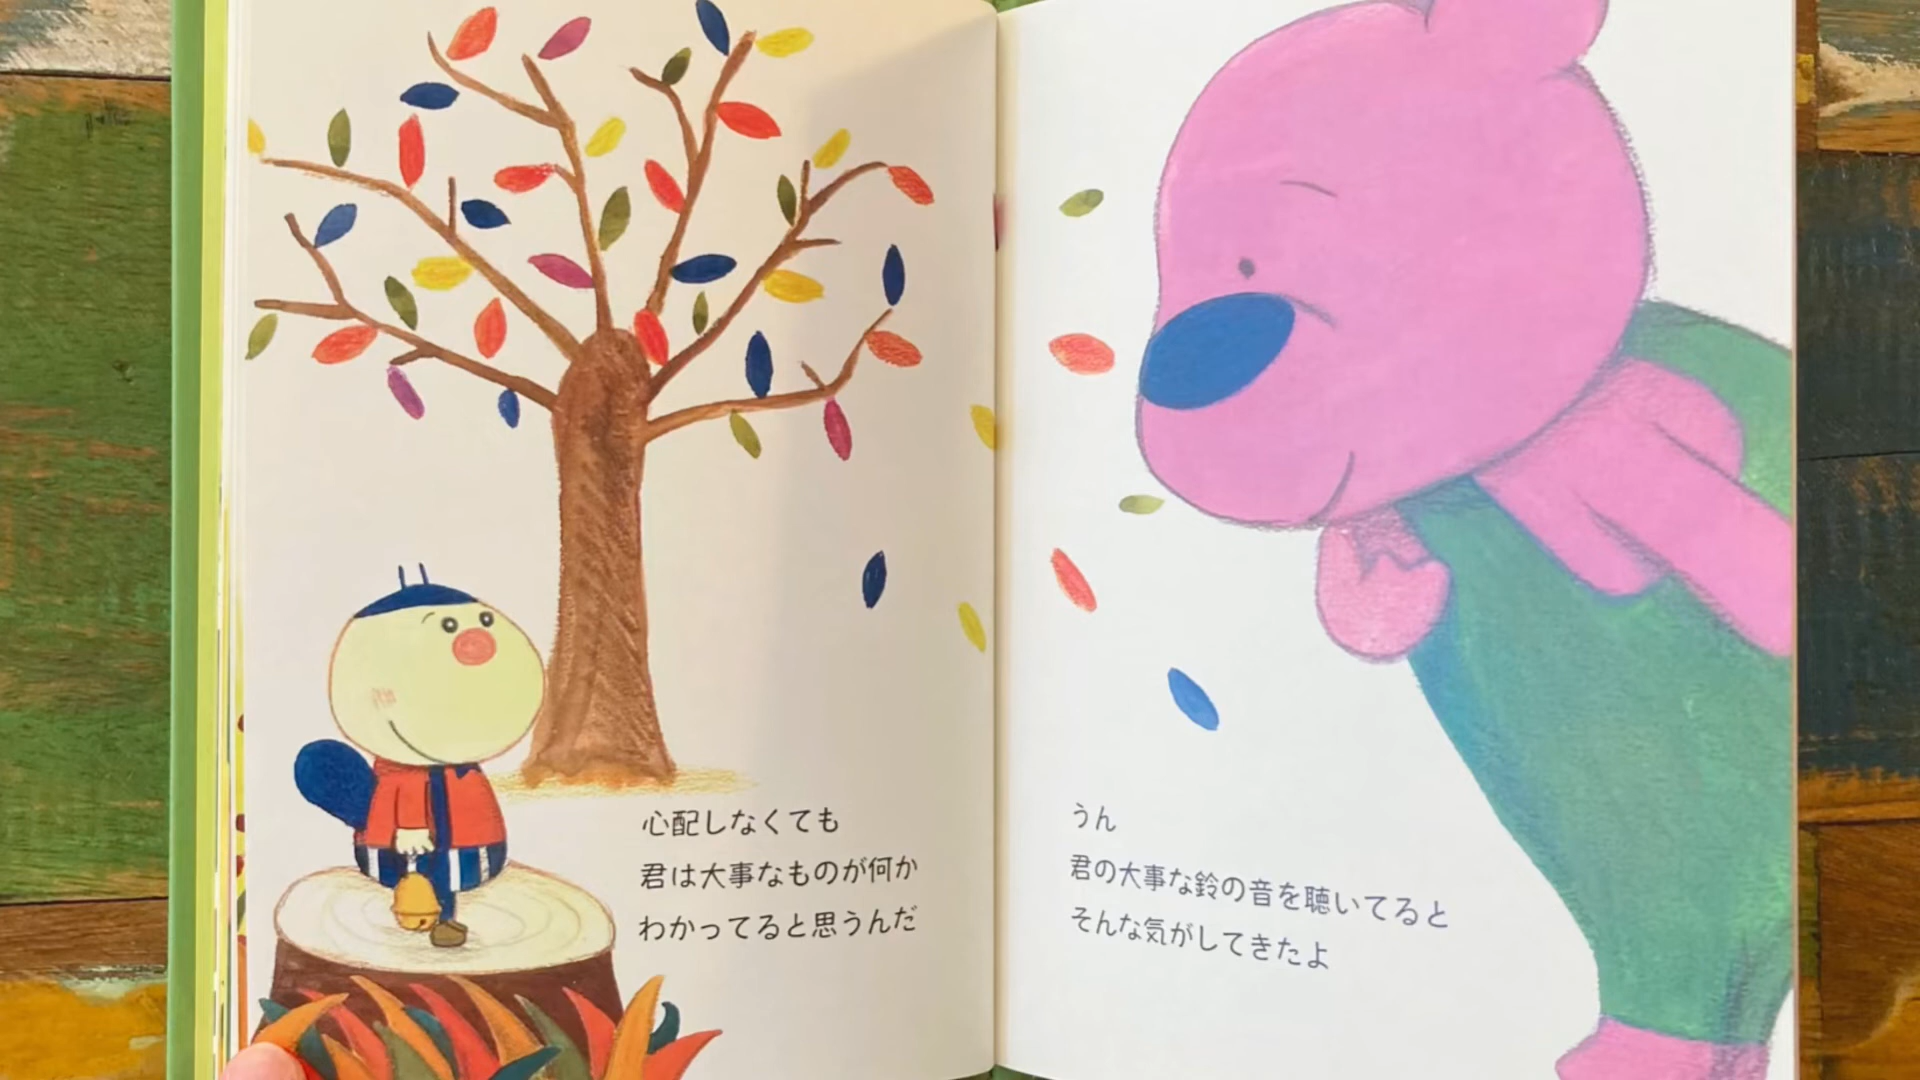 心配しなくても
君は大事なものが何か
わかってると思うんだ
うん
君の大事な鈴の音を聴いてると
そんな気がしてきたよ